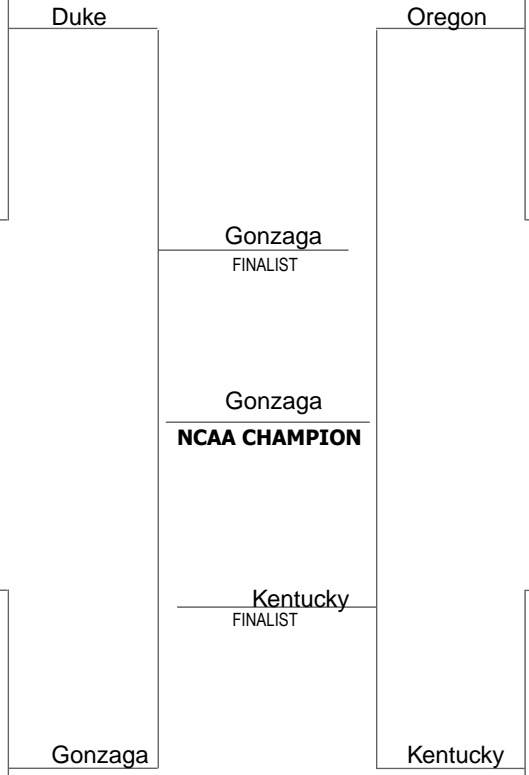 Duke
Oregon
Gonzaga
FINALIST
Gonzaga
NCAA CHAMPION
Kentucky
FINALIST
Gonzaga
Kentucky